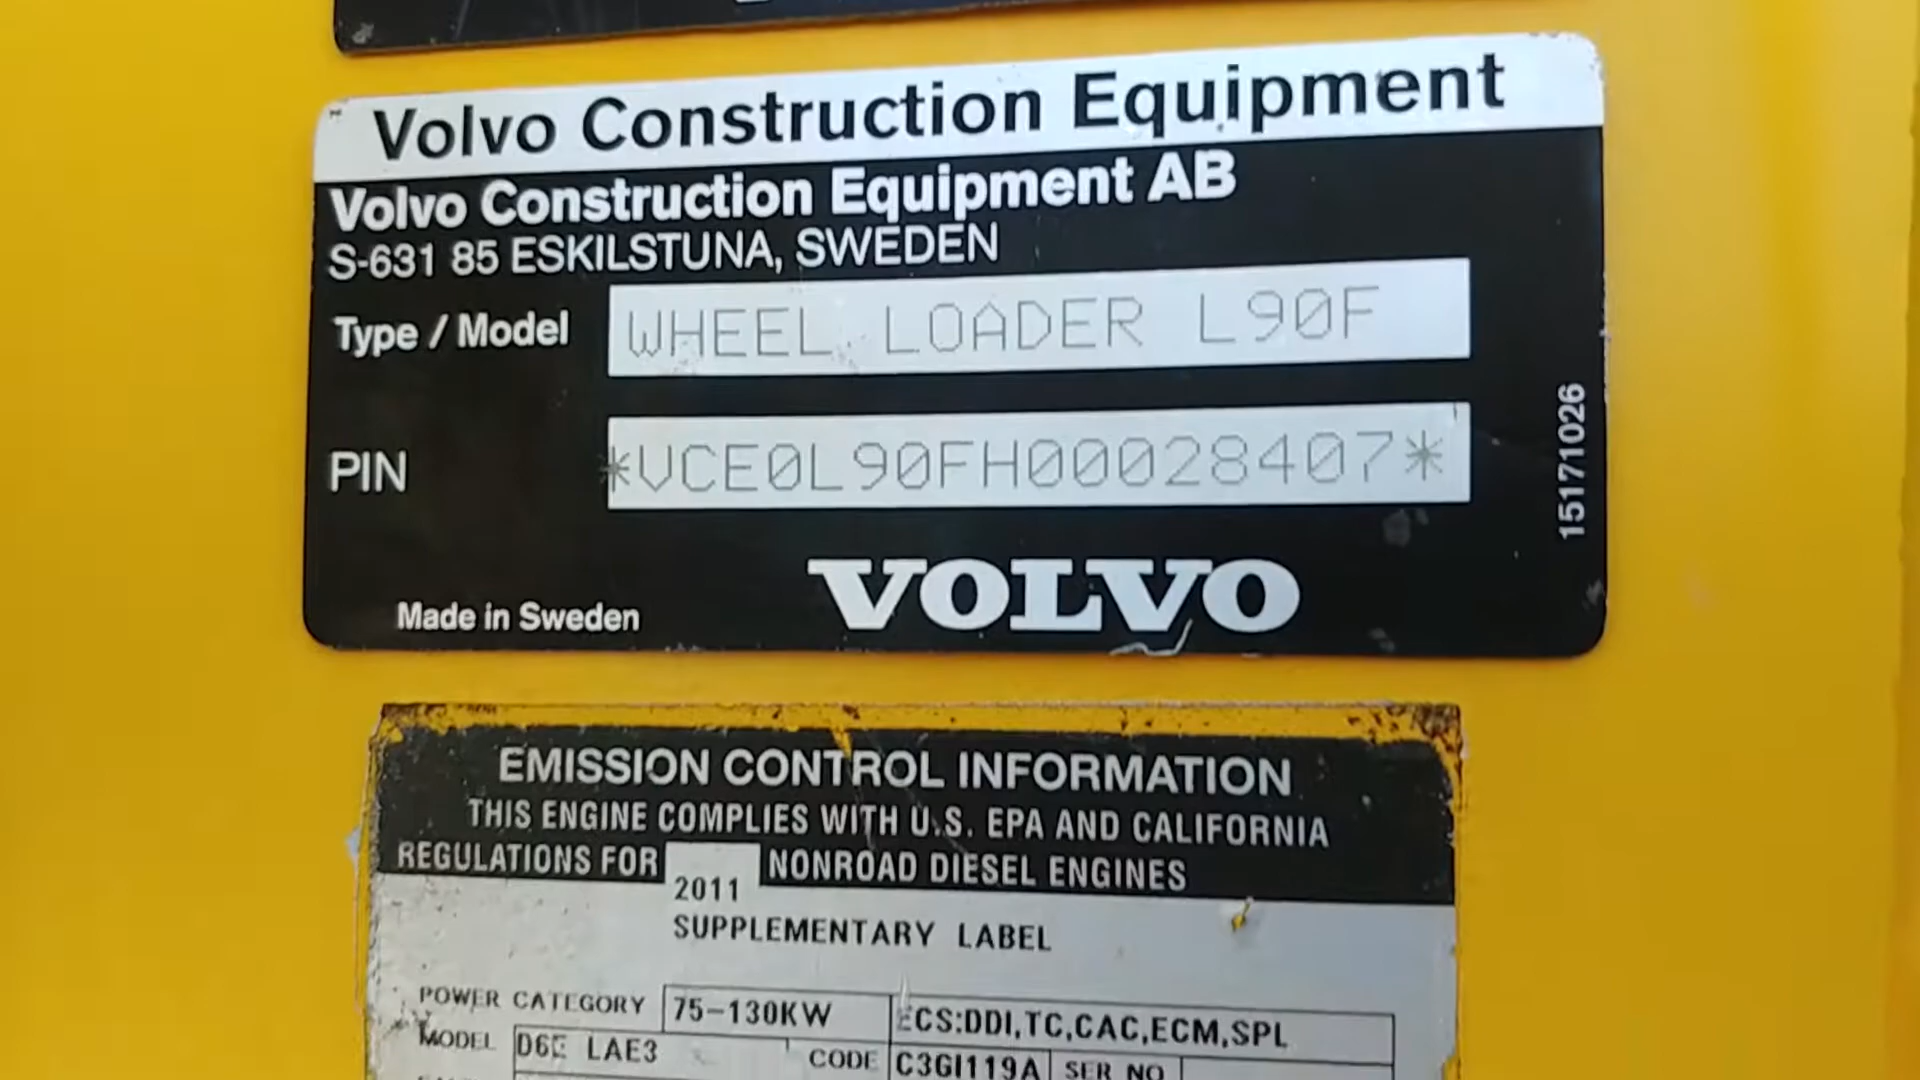 Volvo Construction Equipment
Volvo Construction Equipment AB
S-631 85 ESKILSTUNA, SWEDEN
Type / Model WHEEL LOADER L90F
PIN *VCE0L90FH00028407*
15171026
Made in Sweden VOLVO
EMISSION CONTROL INFORMATION
THIS ENGINE COMPLIES WITH U.S. EPA AND CALIFORNIA
REGULATIONS FOR 2011 NONROAD DIESEL ENGINES
SUPPLEMENTARY LABEL
POWER CATEGORY 75-130KW ECS:DDI,TC,CAC,ECM,SPL
MODEL D6E LAE3 CODE C3GI119A SER NO